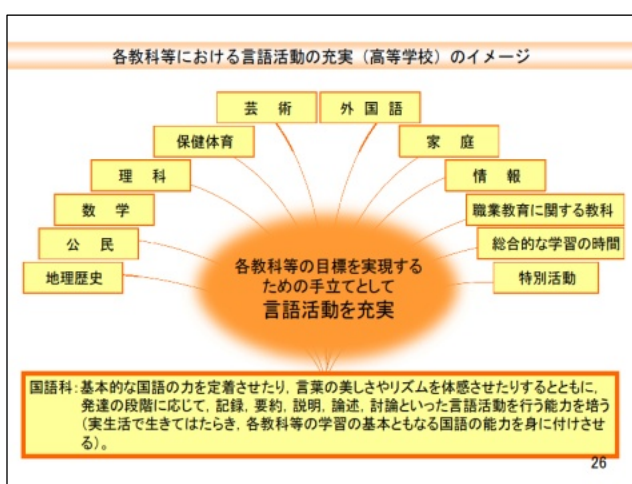 各教科等における言語活動の充実（高等学校）のイメージ
芸　術
外 国 語
保健体育
家　庭
理　科
情　報
数　学
職業教育に関する教科
公　民
総合的な学習の時間
地理歴史
特別活動
各教科等の目標を実現する
ための手立てとして
言語活動を充実
国語科：基本的な国語の力を定着させたり，言葉の美しさやリズムを体感させたりするとともに，
発達の段階に応じて，記録，要約，説明，論述，討論といった言語活動を行う能力を培う
（実生活で生きてはたらき，各教科等の学習の基本ともなる国語の能力を身に付けさせ
る）。
26